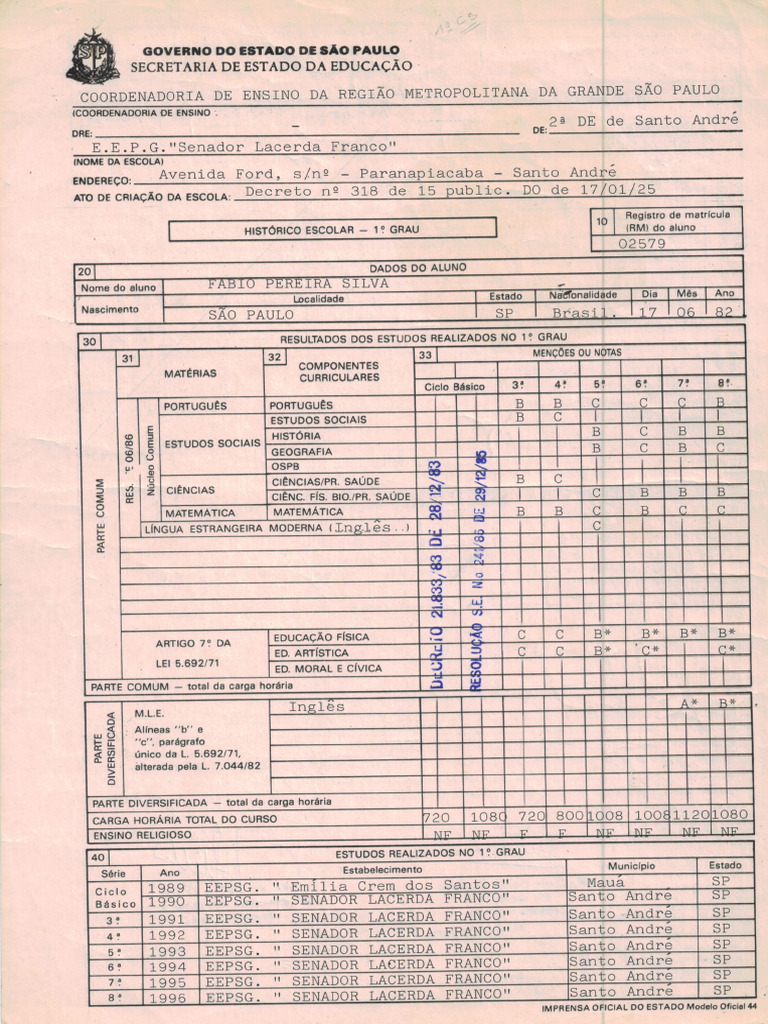 1º GS
GOVERNO DO ESTADO DE SÃO PAULO
SECRETARIA DE ESTADO DA EDUCAÇÃO
COORDENADORIA DE ENSINO DA REGIÃO METROPOLITANA DA GRANDE SÃO PAULO
(COORDENADORIA DE ENSINO
DRE: – DE: 2ª DE de Santo André
E.E.P.G."Senador Lacerda Franco"
(NOME DA ESCOLA)
ENDEREÇO: Avenida Ford, s/nº - Paranapiacaba - Santo André
ATO DE CRIAÇÃO DA ESCOLA: Decreto nº 318 de 15 public. DO de 17/01/25
HISTÓRICO ESCOLAR — 1º GRAU
10 Registro de matrícula (RM) do aluno
02579
20 DADOS DO ALUNO
Nome do aluno FABIO PEREIRA SILVA
Nascimento Localidade Estado Nacionalidade Dia Mês Ano
SÃO PAULO SP Brasil. 17 06 82
30 RESULTADOS DOS ESTUDOS REALIZADOS NO 1º GRAU
31 MATÉRIAS 32 COMPONENTES CURRICULARES 33 MENÇÕES OU NOTAS
Ciclo Básico 3ª 4ª 5ª 6ª 7ª 8ª
PARTE COMUM
RES. 06/86
Núcleo Comum
PORTUGUÊS PORTUGUÊS B B C C C B
ESTUDOS SOCIAIS ESTUDOS SOCIAIS B C
HISTÓRIA B C B B
GEOGRAFIA B C B C
OSPB
CIÊNCIAS CIÊNCIAS/PR. SAÚDE B C
CIÊNC. FÍS. BIO./PR. SAÚDE C B B B
MATEMÁTICA MATEMÁTICA B B C B C C
LÍNGUA ESTRANGEIRA MODERNA (Inglês..) C
DECRETO 21.833/83 DE 28/12/83
RESOLUÇÃO S.E. N.o 241/85 DE 29/12/85
ARTIGO 7º DA LEI 5.692/71
EDUCAÇÃO FÍSICA C C B* B* B* B*
ED. ARTÍSTICA C C B* C* C*
ED. MORAL E CÍVICA
PARTE COMUM — total da carga horária
PARTE DIVERSIFICADA
M.L.E. Inglês A* B*
Alíneas "b" e
"c", parágrafo
único da L. 5.692/71,
alterada pela L. 7.044/82
PARTE DIVERSIFICADA — total da carga horária
CARGA HORÁRIA TOTAL DO CURSO 720 1080 720 800 1008 1008 1120 1080
ENSINO RELIGIOSO NF NF F F NF NF NF NF
40 ESTUDOS REALIZADOS NO 1º GRAU
Série Ano Estabelecimento Município Estado
Ciclo Básico 1989 EEPSG. " Emília Crem dos Santos" Mauá SP
1990 EEPSG. " SENADOR LACERDA FRANCO" Santo André SP
3ª 1991 EEPSG. " SENADOR LACERDA FRANCO" Santo André SP
4ª 1992 EEPSG. " SENADOR LACERDA FRANCO" Santo André SP
5ª 1993 EEPSG. " SENADOR LACERDA FRANCO" Santo André SP
6ª 1994 EEPSG. " SENADOR LACERDA FRANCO" Santo André SP
7ª 1995 EEPSG. " SENADOR LACERDA FRANCO" Santo André SP
8ª 1996 EEPSG. " SENADOR LACERDA FRANCO" Santo André SP
IMPRENSA OFICIAL DO ESTADO Modelo Oficial 44